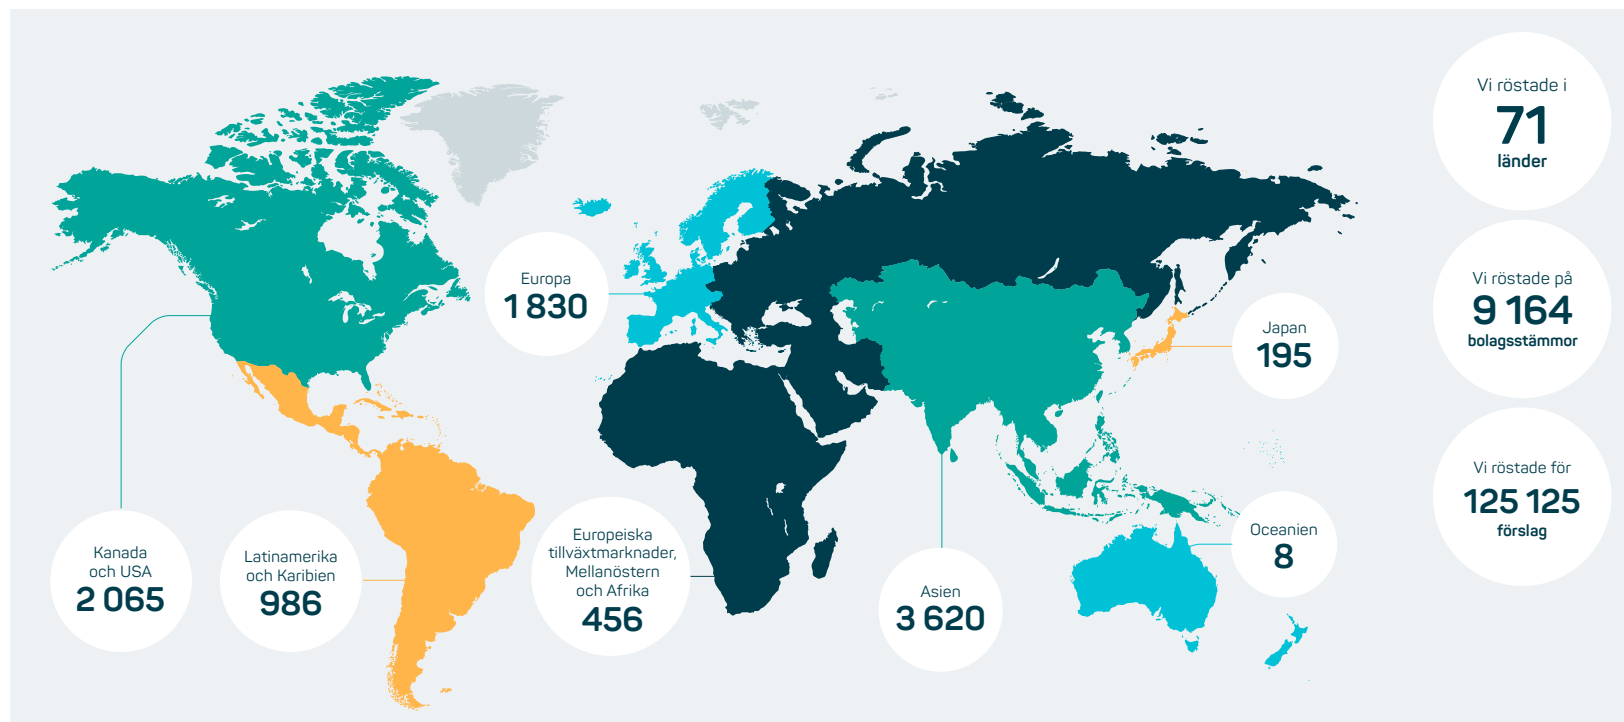 Vi röstade i
71
länder
Europa
1 830
Vi röstade på
9 164
bolagsstämmor
Japan
195
Vi röstade för
125 125
förslag
Kanada
och USA
2 065
Latinamerika
och Karibien
986
Europeiska
tillväxtmarknader,
Mellanöstern
och Afrika
456
Asien
3 620
Oceanien
8